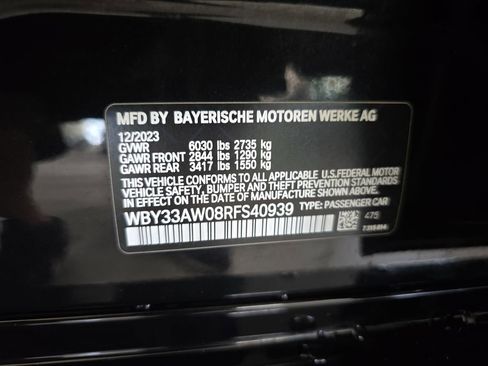 MFD BY BAYERISCHE MOTOREN WERKE AG
12/2023
GVWR 6030 lbs 2735 kg
GAWR FRONT 2844 lbs 1290 kg
GAWR REAR 3417 lbs 1550 kg
THIS VEHICLE CONFORMS TO ALL APPLICABLE U.S.FEDERAL MOTOR
VEHICLE SAFETY, BUMPER AND THEFT PREVENTION STANDARDS
IN EFFECT ON THE DATE OF MANUFACTURE SHOWN ABOVE.
WBY33AW08RFS40939 TYPE: PASSENGER CAR
475